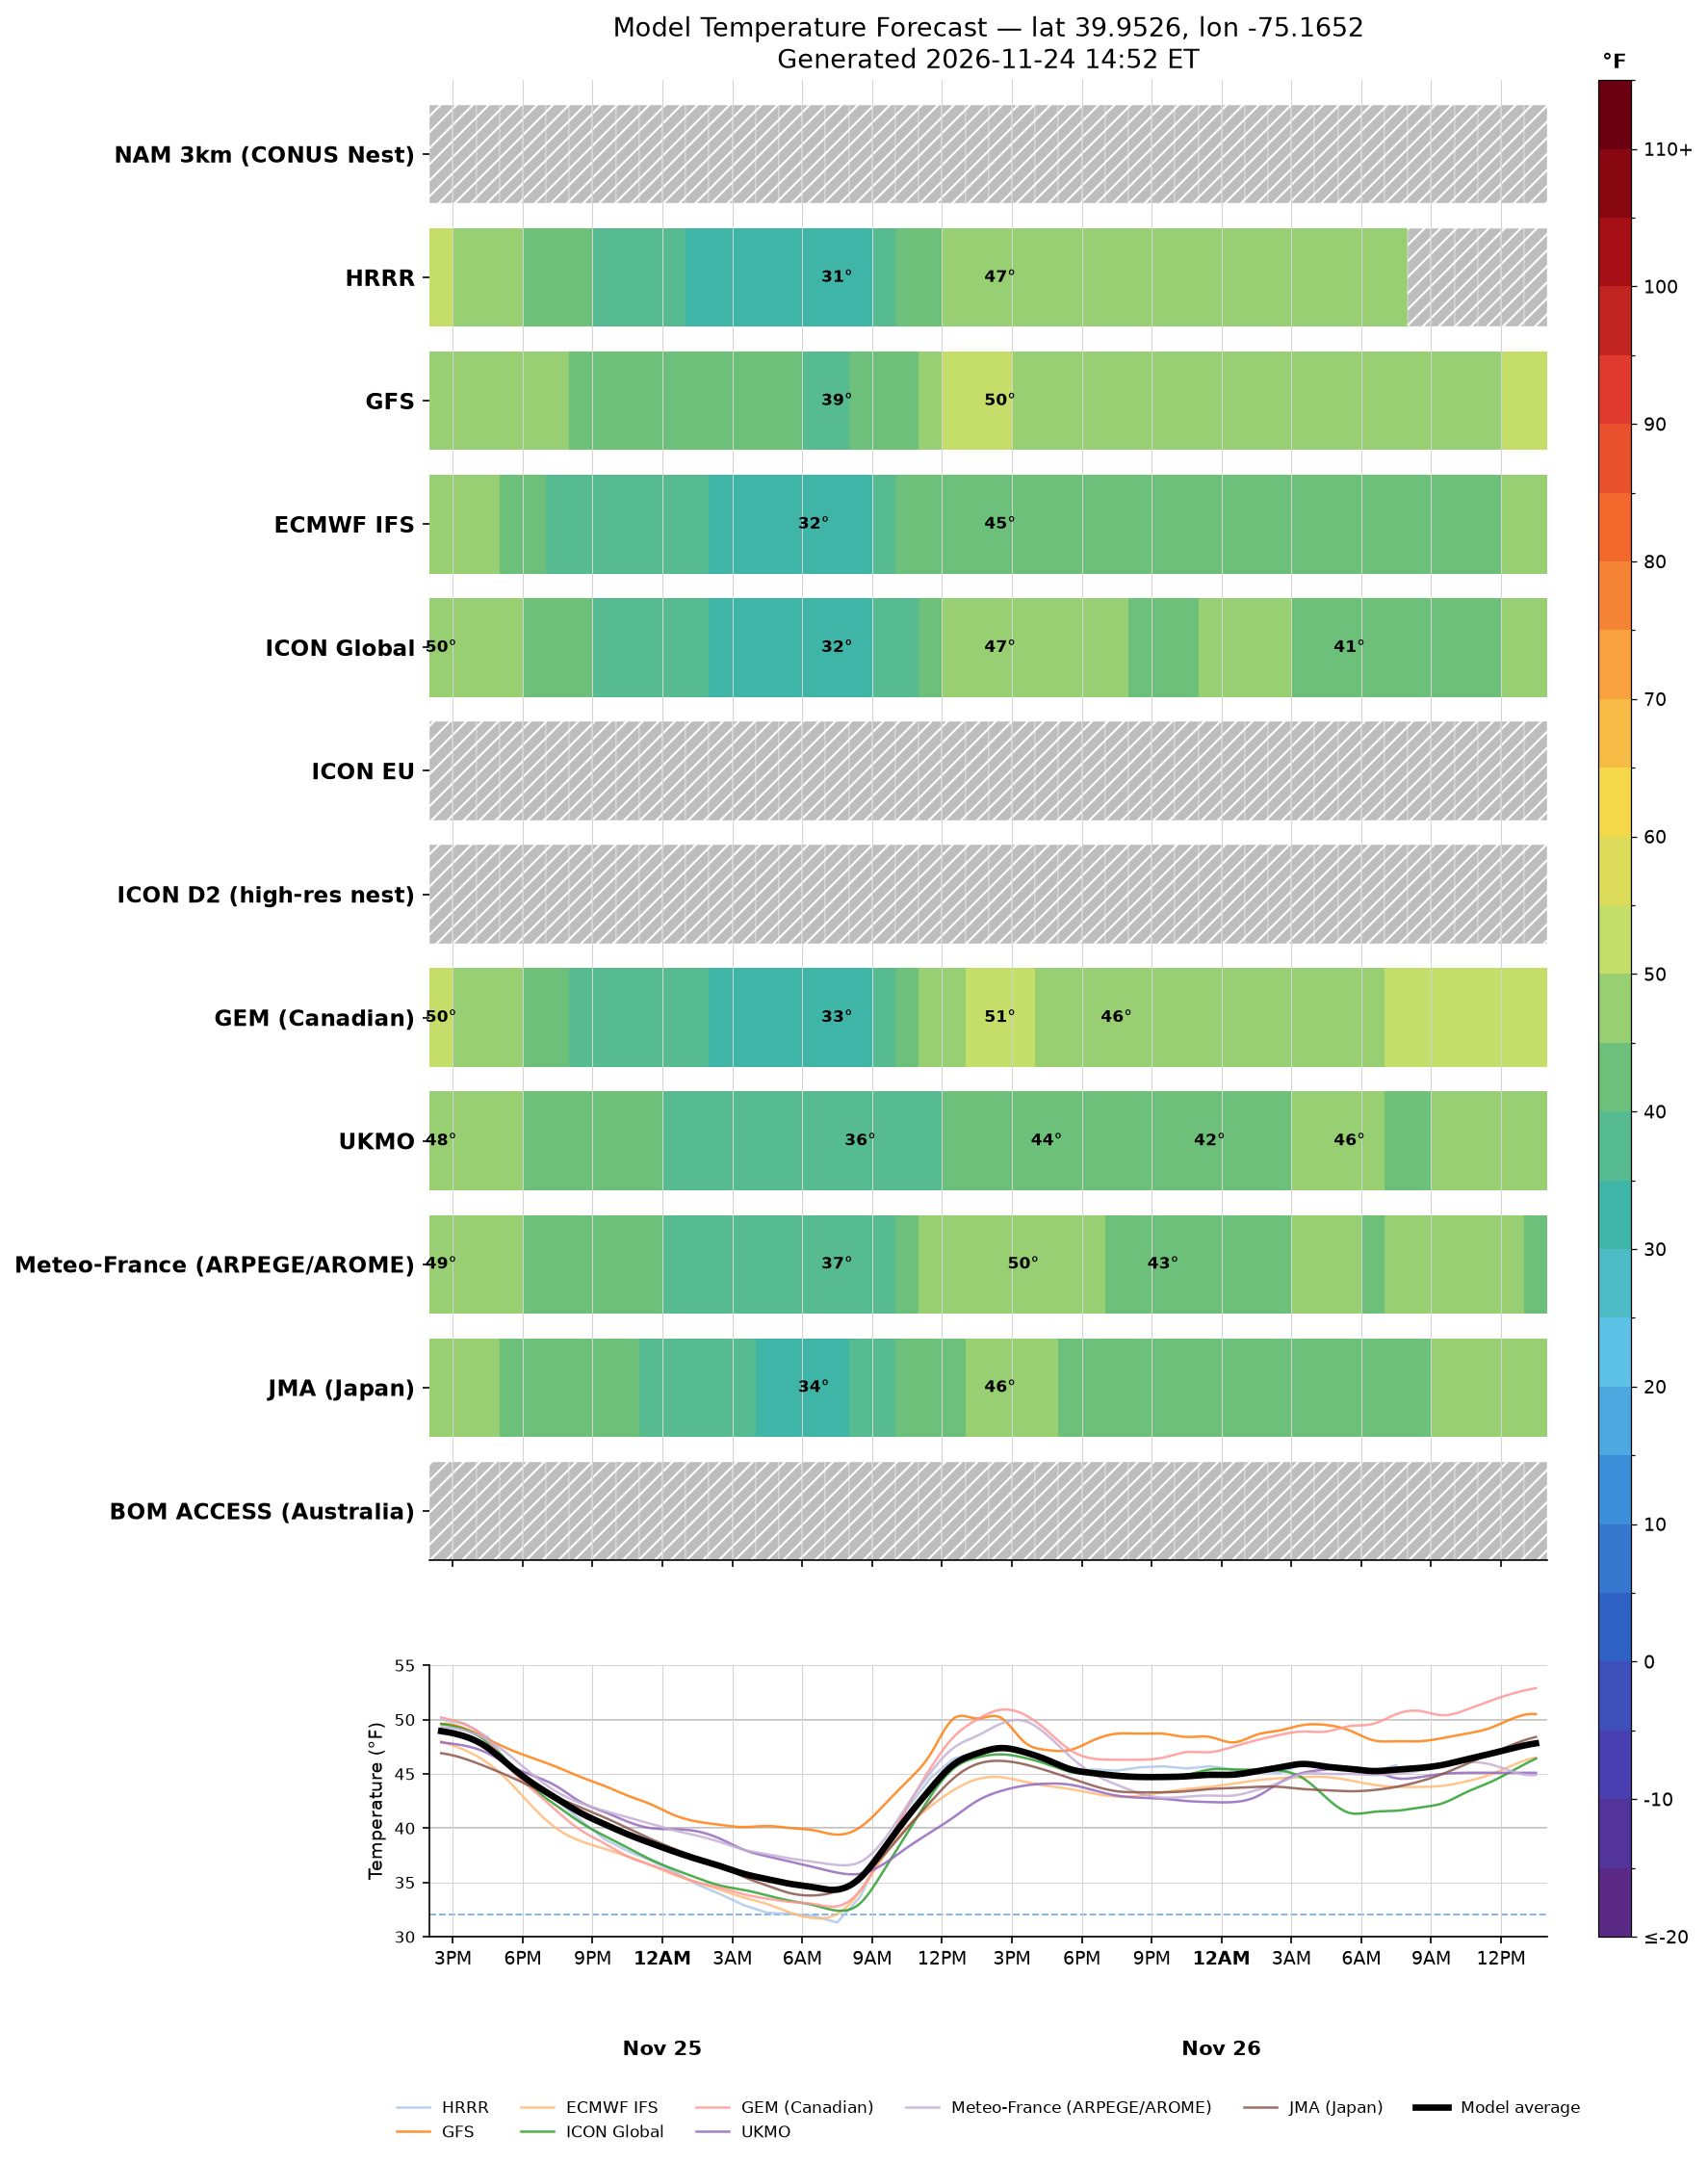 Model Temperature Forecast — lat 39.9526, lon -75.1652
Generated 2026-11-24 14:52 ET
°F
NAM 3km (CONUS Nest)
HRRR
31°
47°
GFS
39°
50°
ECMWF IFS
32°
45°
ICON Global
50°
32°
47°
41°
ICON EU
ICON D2 (high-res nest)
GEM (Canadian)
50°
33°
51°
46°
UKMO
48°
36°
44°
42°
46°
Meteo-France (ARPEGE/AROME)
49°
37°
50°
43°
JMA (Japan)
34°
46°
BOM ACCESS (Australia)
110+
100
90
80
70
60
50
40
30
20
10
0
-10
≤-20
Temperature (°F)
55
50
45
40
35
30
3PM 6PM 9PM 12AM 3AM 6AM 9AM 12PM 3PM 6PM 9PM 12AM 3AM 6AM 9AM 12PM
Nov 25 Nov 26
HRRR ECMWF IFS GEM (Canadian) Meteo-France (ARPEGE/AROME) JMA (Japan) Model average
GFS ICON Global UKMO